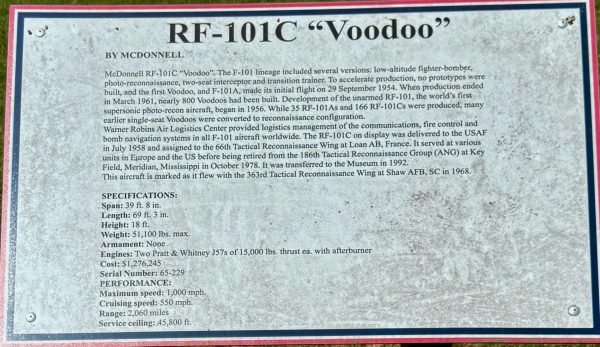 RF-101C “Voodoo”
BY MCDONNELL
McDonnell RF-101C “Voodoo”. The F-101 lineage included several versions: low-altitude fighter-bomber,
photo-reconnaissance, two-seat interceptor and transition trainer. To accelerate production, no prototypes were
built, and the first Voodoo, and F-101A, made its initial flight on 29 September 1954. When production ended
in March 1961, nearly 800 Voodoos had been built. Development of the unarmed RF-101, the world's first
supersonic photo-recon aircraft, began in 1956. While 35 RF-101As and 166 RF-101Cs were produced, many
earlier single-seat Voodoos were converted to reconnaissance configuration.
Warner Robins Air Logistics Center provided logistics management of the communications, fire control and
bomb navigation systems in all F-101 aircraft worldwide. The RF-101C on display was delivered to the USAF
in July 1958 and assigned to the 66th Tactical Reconnaissance Wing at Loan AB, France. It served at various
units in Europe and the US before being retired from the 186th Tactical Reconnaissance Group (ANG) at Key
Field, Meridian, Mississippi in October 1978. It was transferred to the Museum in 1992.
This aircraft is marked as it flew with the 363rd Tactical Reconnaissance Wing at Shaw AFB, SC in 1968.
SPECIFICATIONS:
Span: 39 ft. 8 in.
Length: 69 ft. 3 in.
Height: 18 ft.
Weight: 51,100 lbs. max.
Armament: None
Engines: Two Pratt & Whitney J57s of 15,000 lbs. thrust ea. with afterburner
Cost: $1,276,245
Serial Number: 65-229
PERFORMANCE:
Maximum speed: 1,000 mph.
Cruising speed: 550 mph.
Range: 2,060 miles
Service ceiling: 45,800 ft.